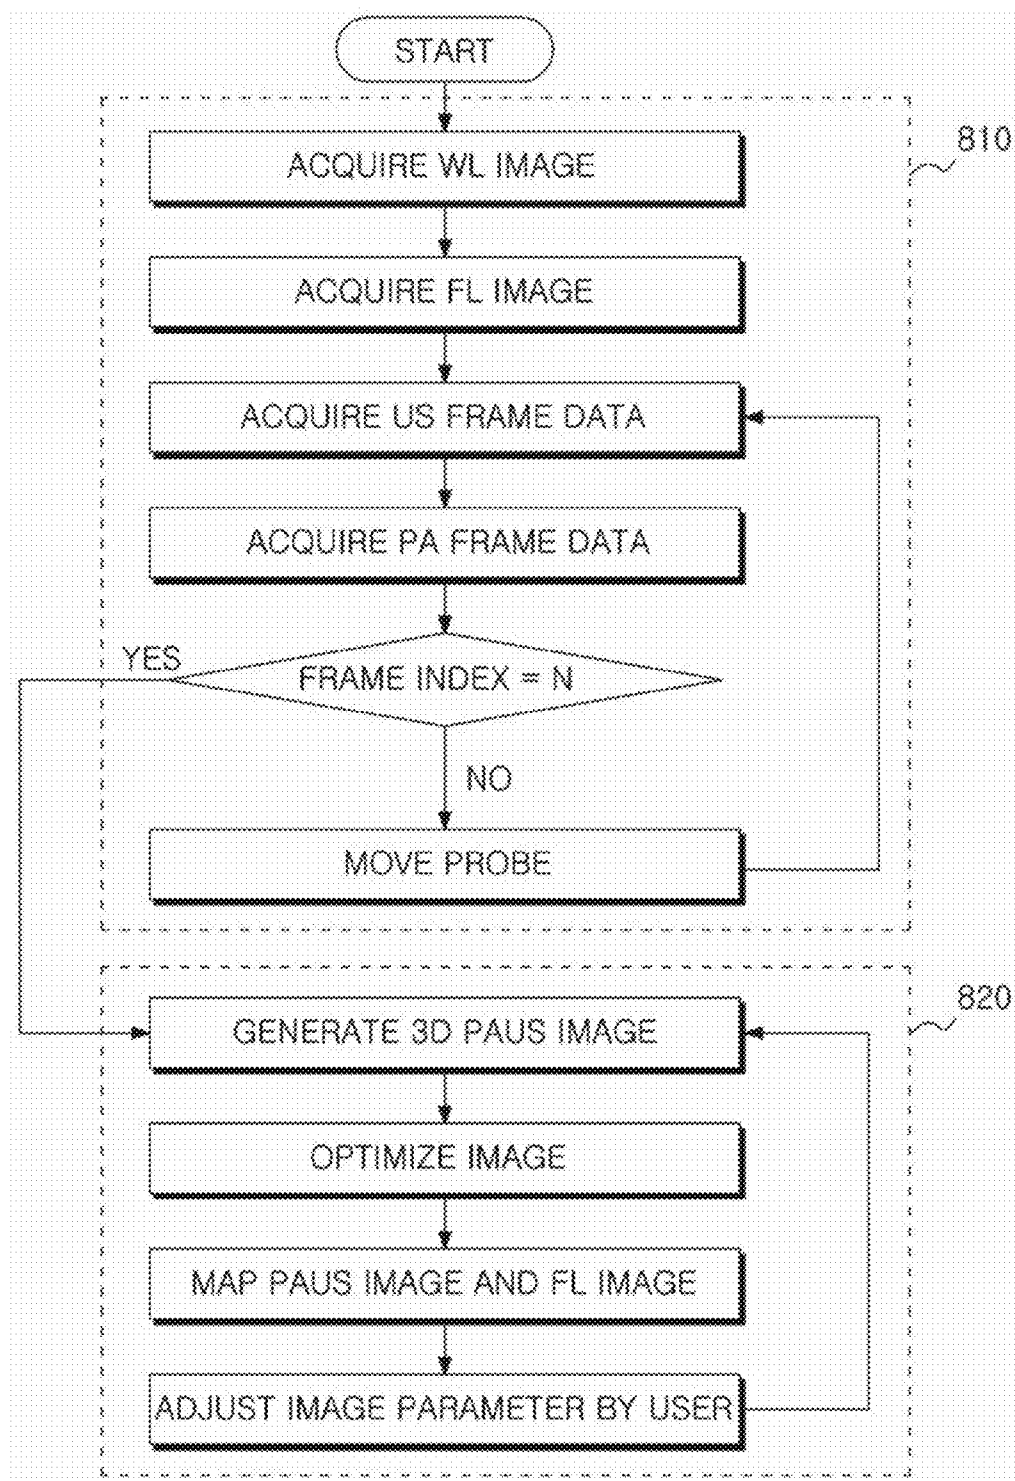 START
810
ACQUIRE WL IMAGE
ACQUIRE FL IMAGE
ACQUIRE US FRAME DATA
ACQUIRE PA FRAME DATA
YES
FRAME INDEX = N
NO
MOVE PROBE
820
GENERATE 3D PAUS IMAGE
OPTIMIZE IMAGE
MAP PAUS IMAGE AND FL IMAGE
ADJUST IMAGE PARAMETER BY USER